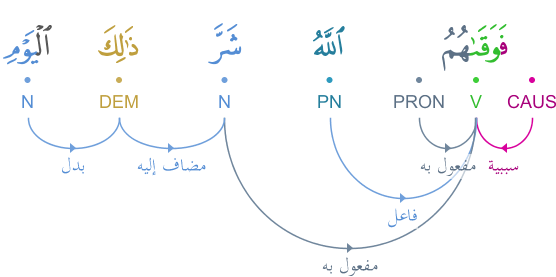 فَوَقَىٰهُمُ ٱللَّهُ شَرَّ ذَٰلِكَ ٱلْيَوْمِ
N DEM N PN PRON V CAUS
سببية مفعول به مضاف إليه بدل
فاعل
مفعول به